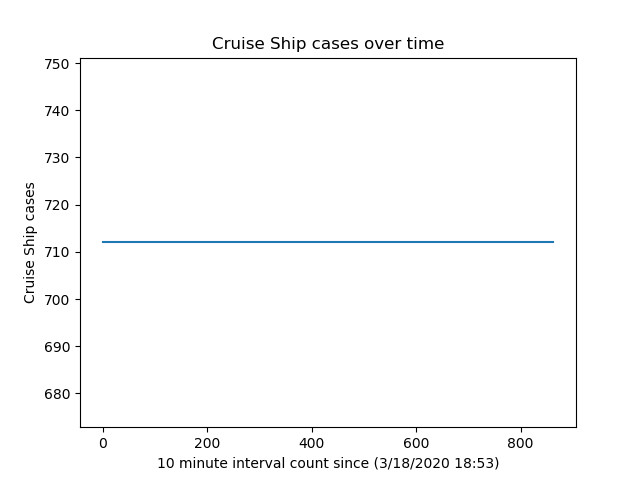 Cruise Ship cases over time
750
740
730
720
710
700
690
680
Cruise Ship cases
0 200 400 600 800
10 minute interval count since (3/18/2020 18:53)